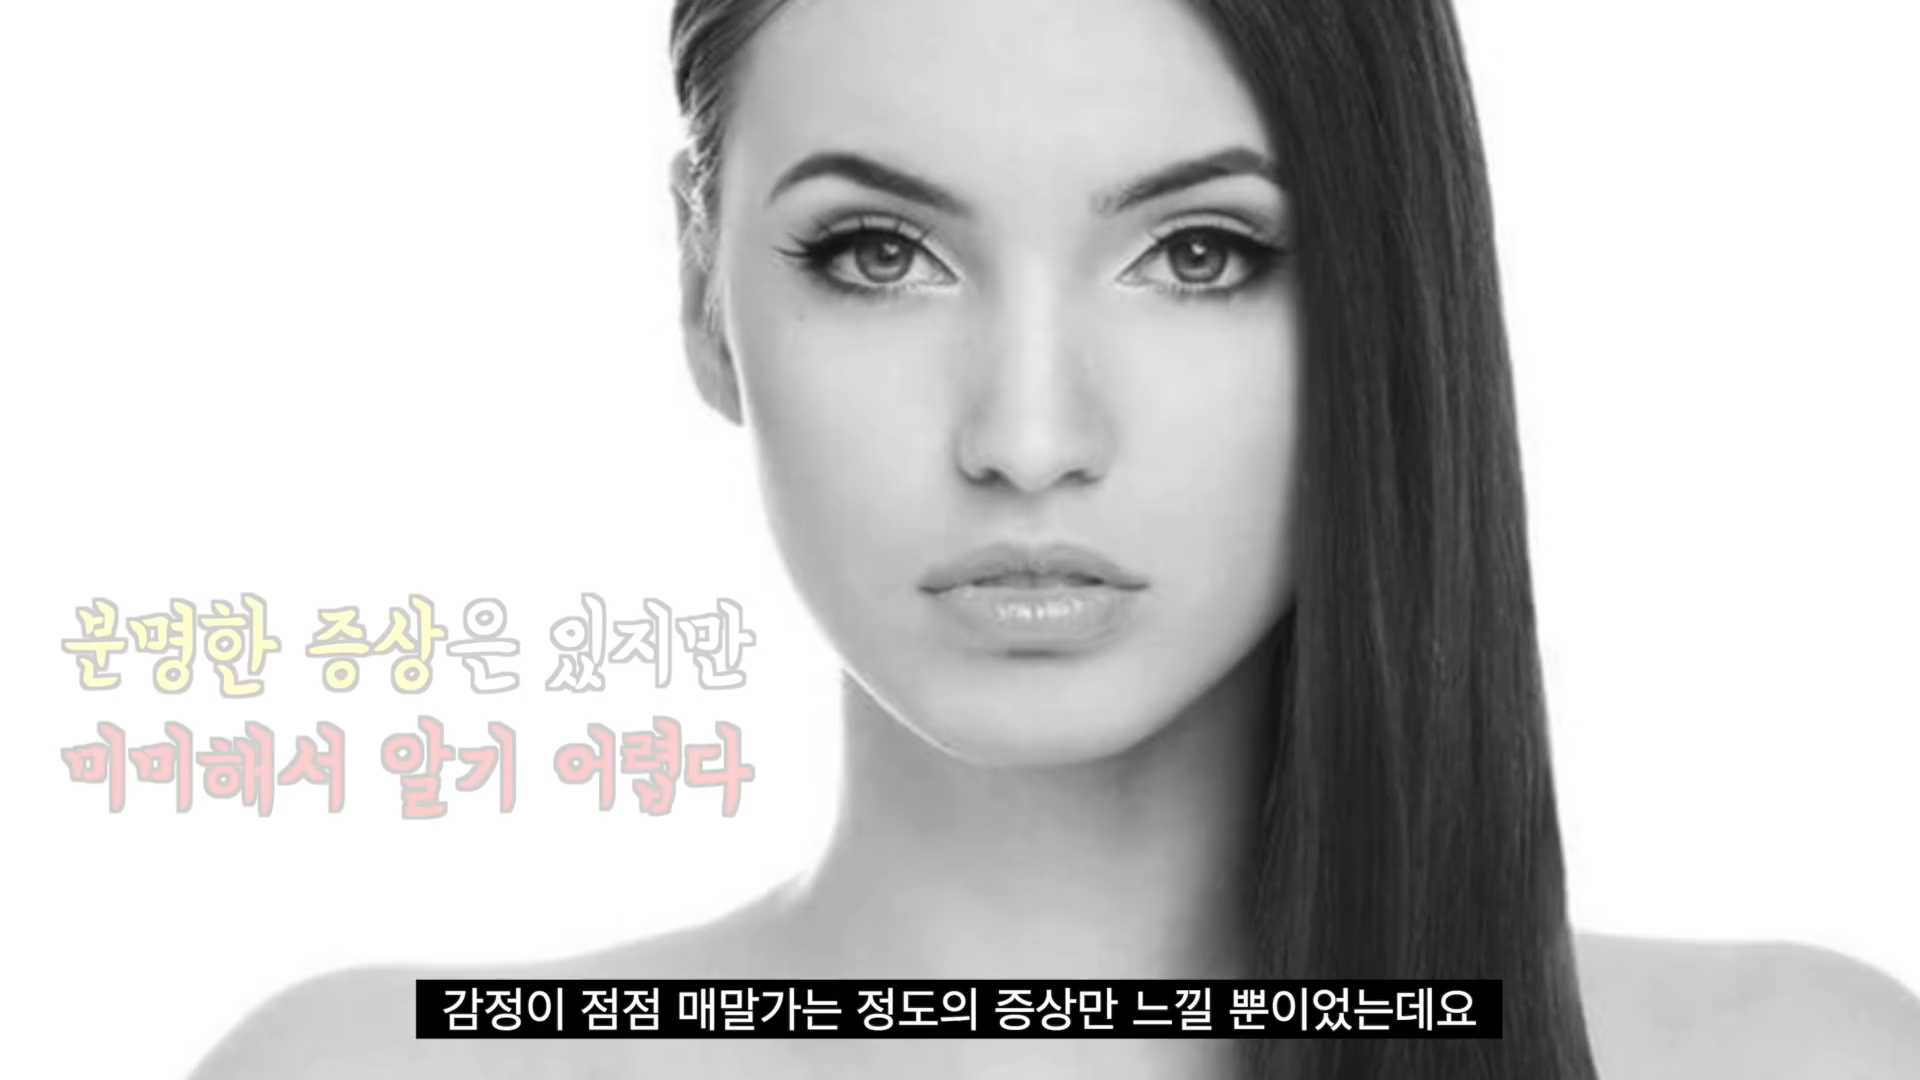 분명한 증상은 있지만
미미해서 알기 어렵다
감정이 점점 매말가는 정도의 증상만 느낄 뿐이었는데요